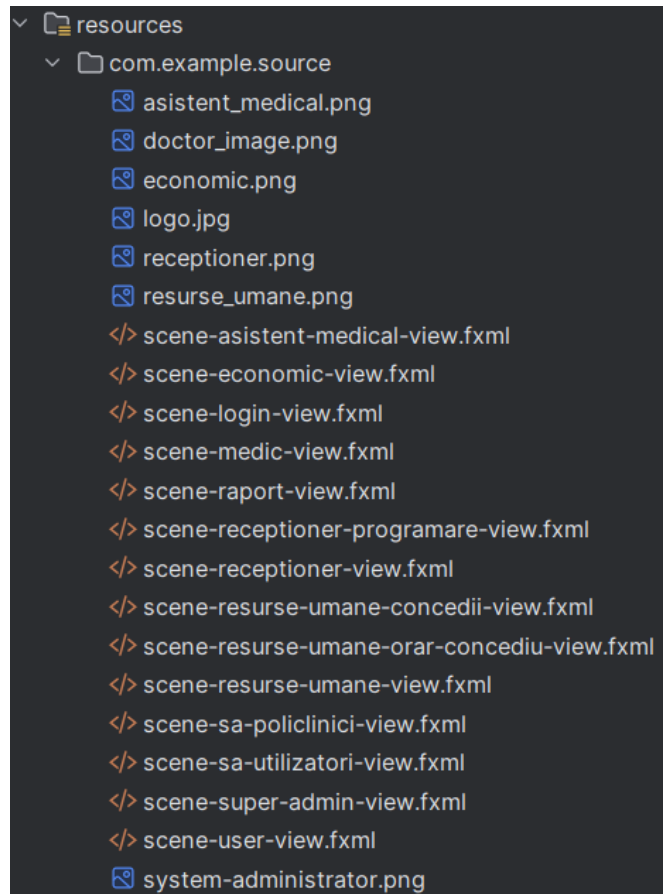 resources
com.example.source
asistent_medical.png
doctor_image.png
economic.png
logo.jpg
receptioner.png
resurse_umane.png
scene-asistent-medical-view.fxml
scene-economic-view.fxml
scene-login-view.fxml
scene-medic-view.fxml
scene-raport-view.fxml
scene-receptioner-programare-view.fxml
scene-receptioner-view.fxml
scene-resurse-umane-concedii-view.fxml
scene-resurse-umane-orar-concediu-view.fxml
scene-resurse-umane-view.fxml
scene-sa-policlinici-view.fxml
scene-sa-utilizatori-view.fxml
scene-super-admin-view.fxml
scene-user-view.fxml
system-administrator.png